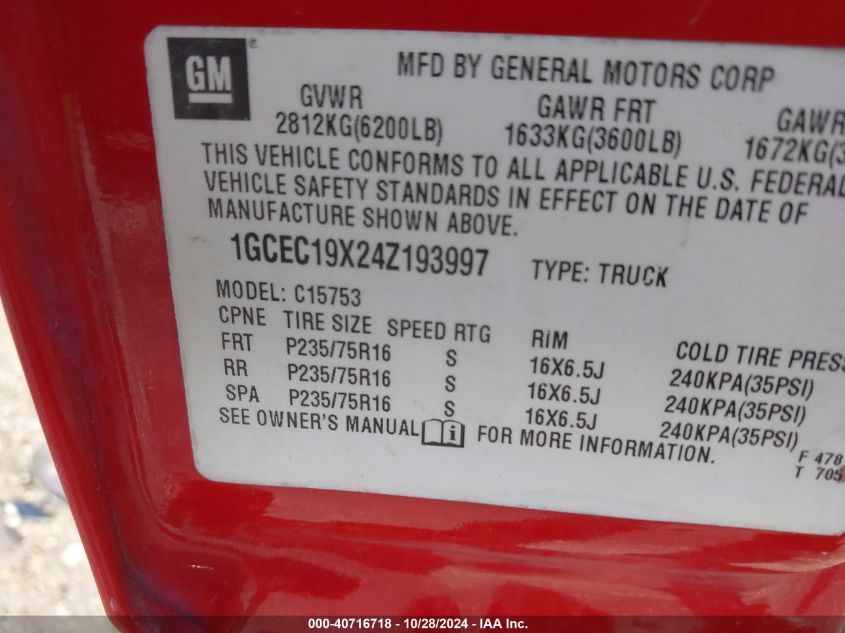 GM
MFD BY GENERAL MOTORS CORP
GVWR GAWR FRT GAWR
2812KG(6200LB) 1633KG(3600LB) 1672KG(3
THIS VEHICLE CONFORMS TO ALL APPLICABLE U.S. FEDERAL
VEHICLE SAFETY STANDARDS IN EFFECT ON THE DATE OF
MANUFACTURE SHOWN ABOVE.
1GCEC19X24Z193997 TYPE: TRUCK
MODEL: C15753
CPNE TIRE SIZE SPEED RTG RIM COLD TIRE PRESS
FRT P235/75R16 S 16X6.5J 240KPA(35PSI)
RR P235/75R16 S 16X6.5J 240KPA(35PSI)
SPA P235/75R16 S 16X6.5J 240KPA(35PSI)
SEE OWNER'S MANUAL i FOR MORE INFORMATION.
F 478
T 705
000-40716718 - 10/28/2024 - IAA Inc.